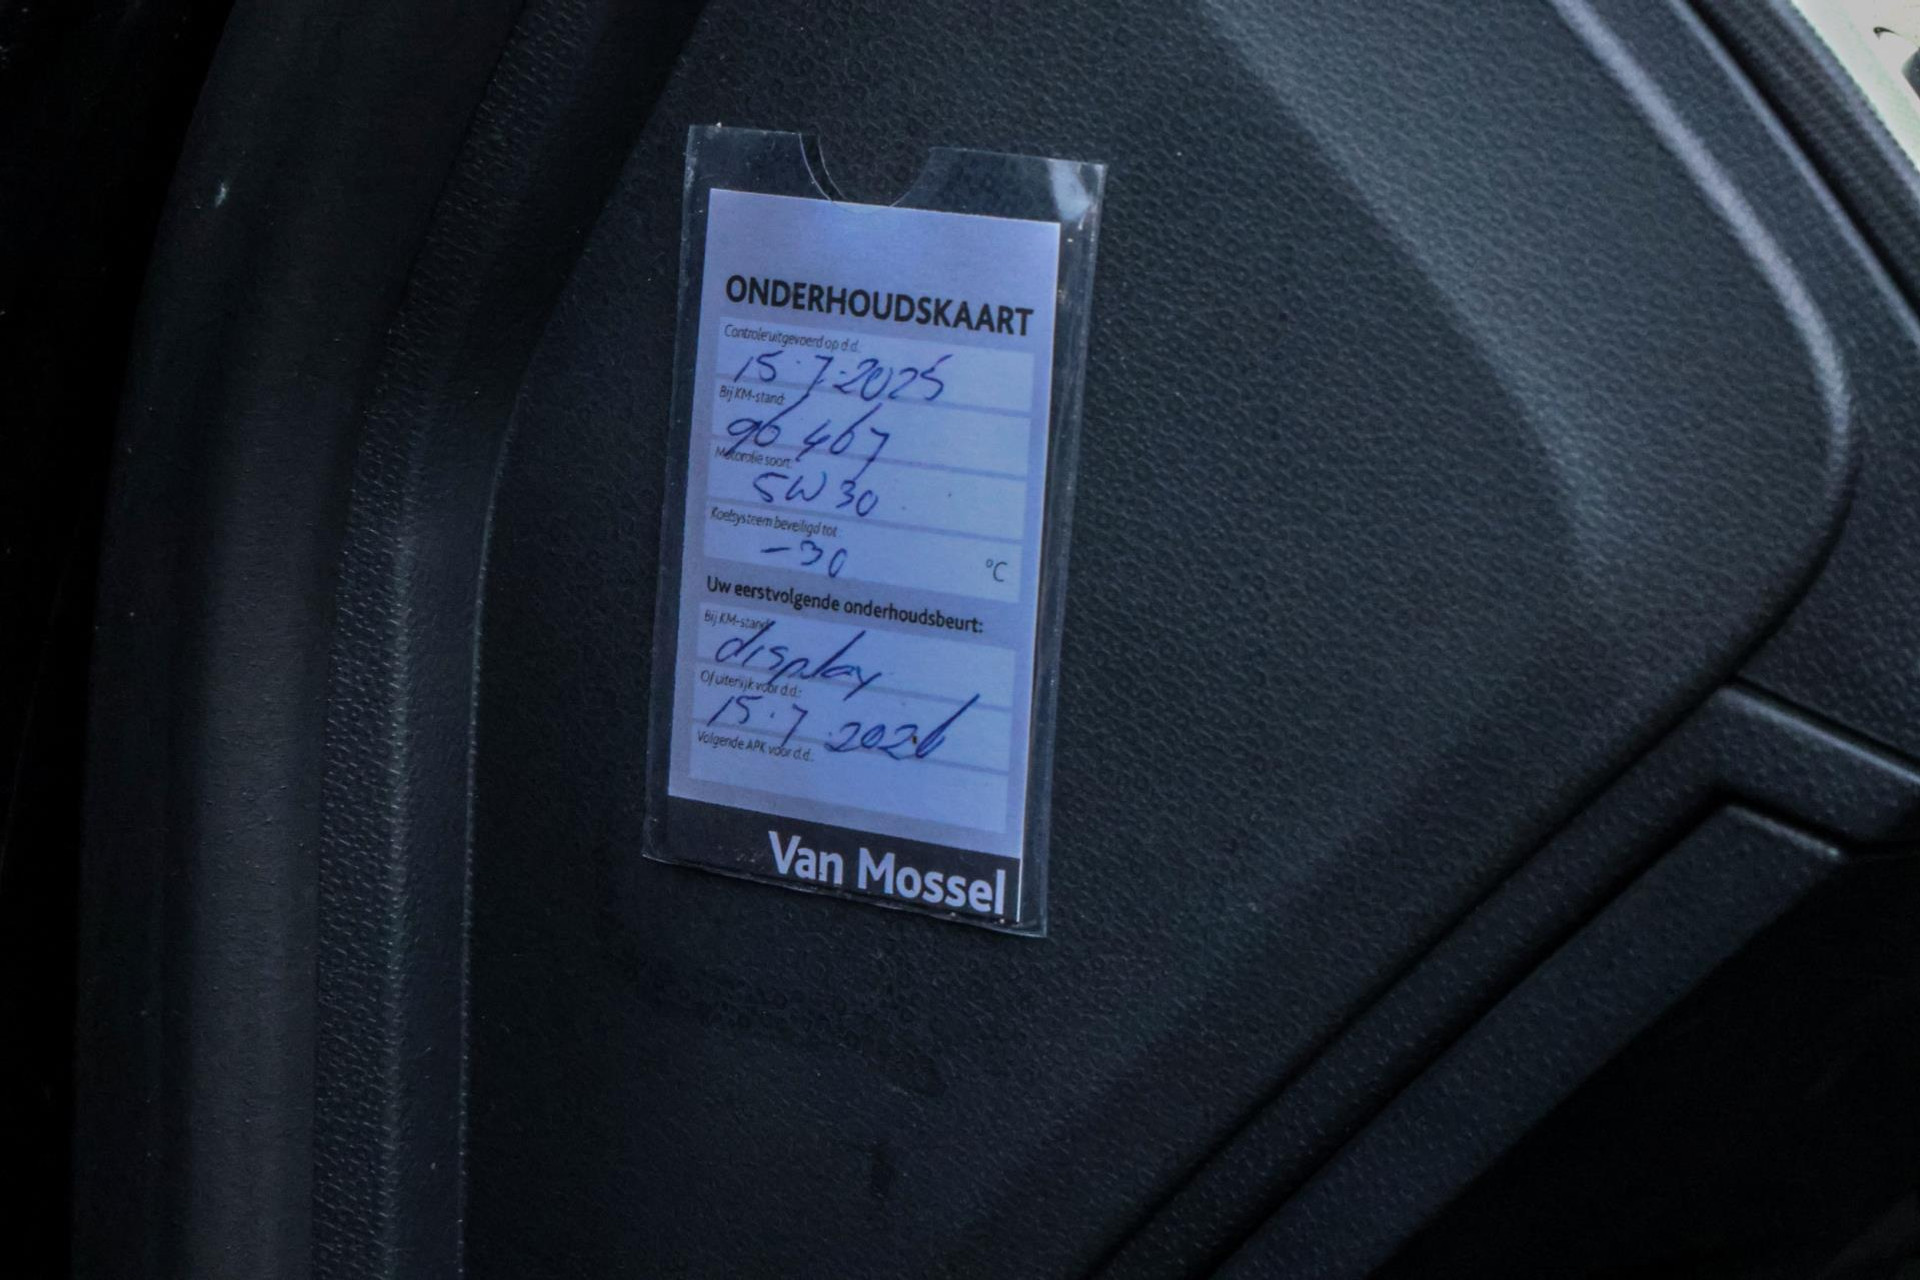 ONDERHOUDSKAART
Controle uitgevoerd op d.d.:
15-7-2025
Bij KM-stand:
96 467
Motorolie soort:
5W30
Koelsysteem beveiligd tot
-30 °C
Uw eerstvolgende onderhoudsbeurt:
Bij KM-stand:
display
Of uiterlijk voor d.d.:
15-7 2026
Volgende APK voor d.d.:
Van Mossel